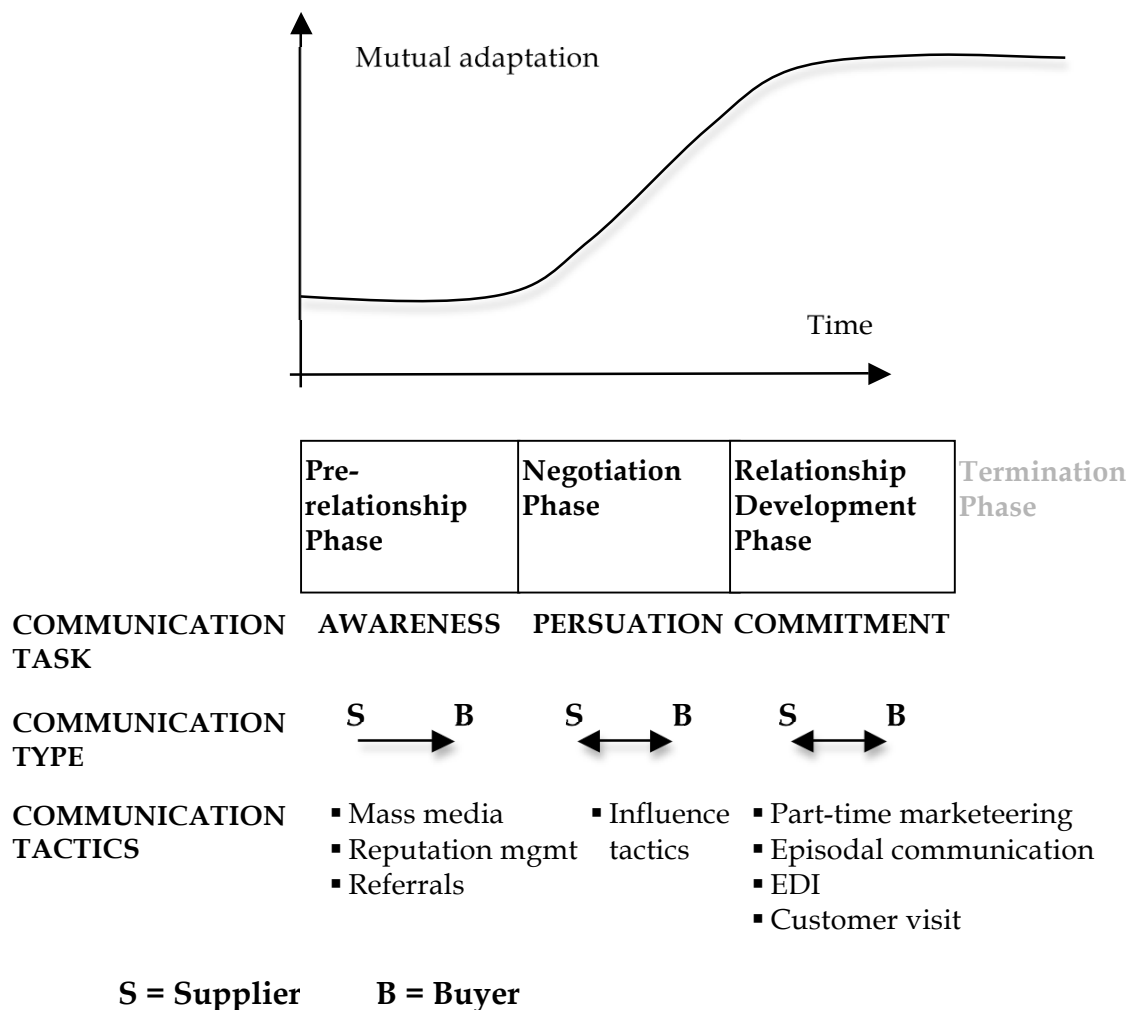 Mutual adaptation
Time
Pre-
relationship
Phase
Negotiation
Phase
Relationship
Development
Phase
Termination
Phase
COMMUNICATION
TASK
AWARENESS
PERSUATION
COMMITMENT
COMMUNICATION
TYPE
S B
S B
S B
COMMUNICATION
TACTICS
▪ Mass media
▪ Reputation mgmt
▪ Referrals
▪ Influence
tactics
▪ Part-time marketeering
▪ Episodal communication
▪ EDI
▪ Customer visit
S = Supplier B = Buyer